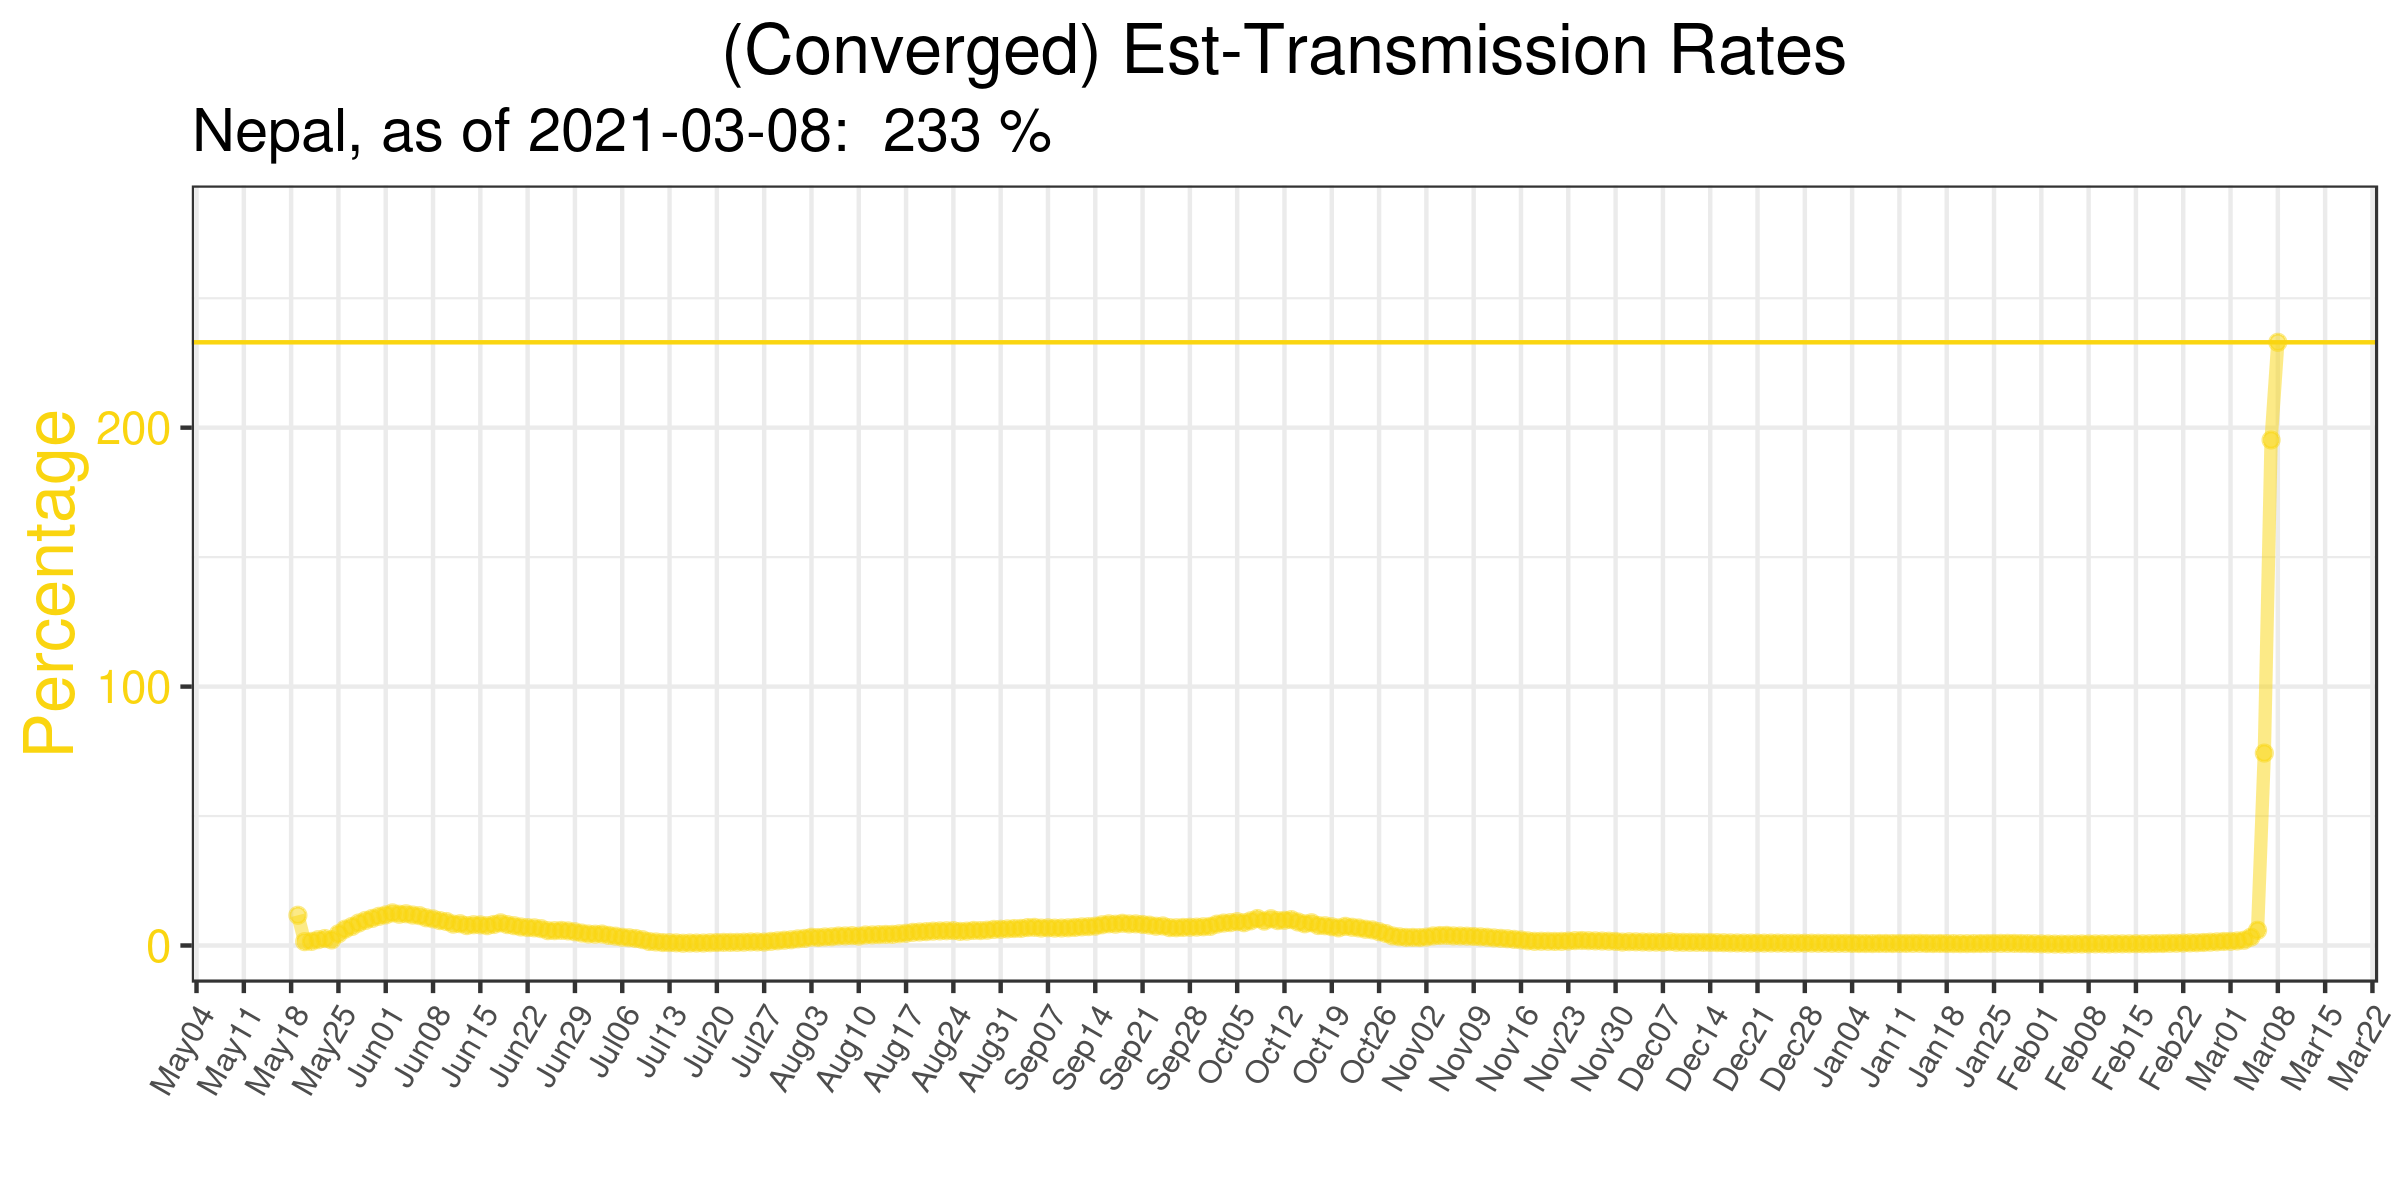 (Converged) Est-Transmission Rates
Nepal, as of 2021-03-08:  233 %
Percentage
200
100
0
May04
May11
May18
May25
Jun01
Jun08
Jun15
Jun22
Jun29
Jul06
Jul13
Jul20
Jul27
Aug03
Aug10
Aug17
Aug24
Aug31
Sep07
Sep14
Sep21
Sep28
Oct05
Oct12
Oct19
Oct26
Nov02
Nov09
Nov16
Nov23
Nov30
Dec07
Dec14
Dec21
Dec28
Jan04
Jan11
Jan18
Jan25
Feb01
Feb08
Feb15
Feb22
Mar01
Mar08
Mar15
Mar22